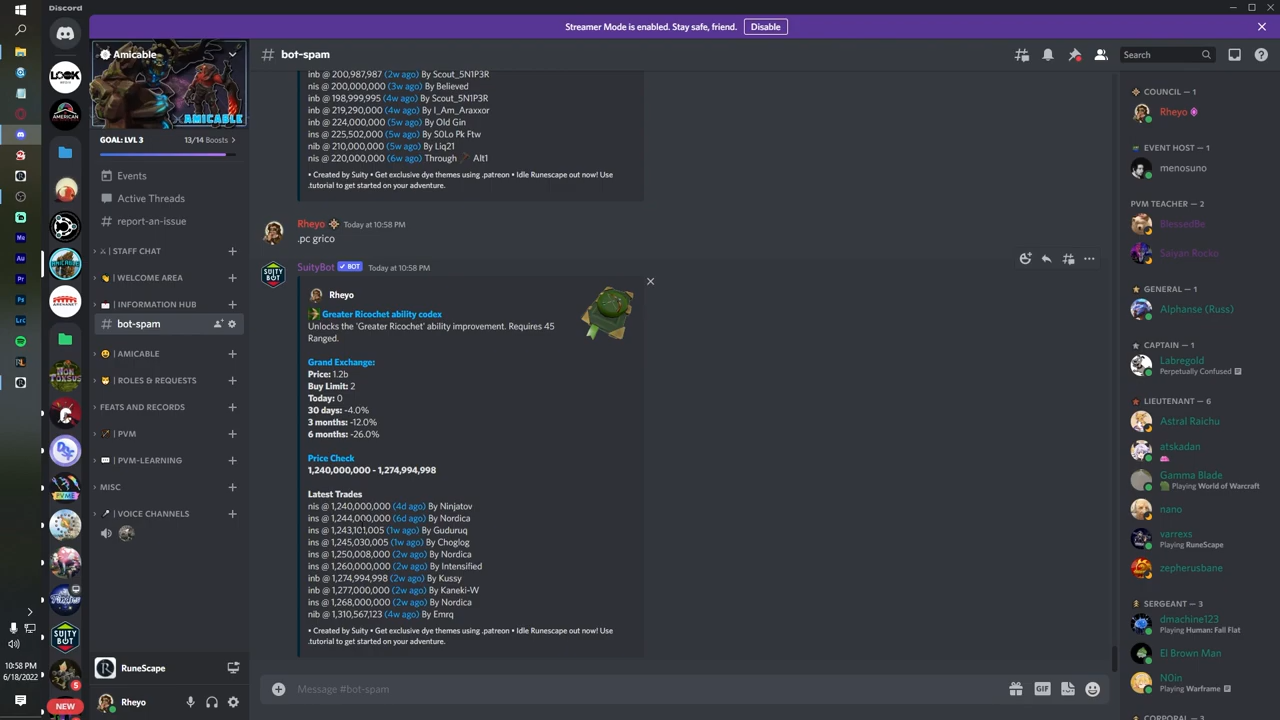 Discord
Streamer Mode is enabled. Stay safe, friend.
Disable
Amicable
AMICABLE
GOAL: LVL 3
13/14 Boosts
Events
Active Threads
report-an-issue
| STAFF CHAT
| WELCOME AREA
| INFORMATION HUB
bot-spam
| AMICABLE
| ROLES & REQUESTS
FEATS AND RECORDS
| PVM
| PVM-LEARNING
MISC
| VOICE CHANNELS
RuneScape
Rheyo
LOOK
AMERICAN
PVME
SUITY
BOT
5
NEW
10:58 PM
6/18/2022
bot-spam
Search
inb @ 200,987,987 (2w ago) By Scout_5N1P3R
nis @ 200,000,000 (3w ago) By Believed
inb @ 198,999,995 (4w ago) By Scout_5N1P3R
inb @ 219,290,000 (4w ago) By I_Am_Araxxor
inb @ 224,000,000 (5w ago) By Old Gin
ins @ 225,502,000 (5w ago) By SOLo Pk Ftw
nib @ 210,000,000 (5w ago) By Liq21
nis @ 220,000,000 (6w ago) Through Alt1
• Created by Suity • Get exclusive dye themes using .patreon • Idle Runescape out now! Use
.tutorial to get started on your adventure.
Rheyo Today at 10:58 PM
.pc grico
SUITY
BOT
SuityBot BOT Today at 10:58 PM
Rheyo
Greater Ricochet ability codex
Unlocks the 'Greater Ricochet' ability improvement. Requires 45
Ranged.
Grand Exchange:
Price: 1.2b
Buy Limit: 2
Today: 0
30 days: -4.0%
3 months: -12.0%
6 months: -26.0%
Price Check
1,240,000,000 - 1,274,994,998
Latest Trades
nis @ 1,240,000,000 (4d ago) By Ninjatov
ins @ 1,244,000,000 (6d ago) By Nordica
ins @ 1,243,101,005 (1w ago) By Guduruq
ins @ 1,245,030,005 (1w ago) By Choglog
ins @ 1,250,008,000 (2w ago) By Nordica
ins @ 1,260,000,000 (2w ago) By Intensified
inb @ 1,274,994,998 (2w ago) By Kussy
inb @ 1,277,000,000 (2w ago) By Kaneki-W
ins @ 1,268,000,000 (2w ago) By Nordica
nib @ 1,310,567,123 (4w ago) By Emrq
• Created by Suity • Get exclusive dye themes using .patreon • Idle Runescape out now! Use
.tutorial to get started on your adventure.
Message #bot-spam
GIF
COUNCIL — 1
Rheyo
EVENT HOST — 1
menosuno
PVM TEACHER — 2
BlessedBe
Saiyan Rocko
GENERAL — 1
Alphanse (Russ)
CAPTAIN — 1
Labregold
Perpetually Confused
LIEUTENANT — 6
Astral Raichu
atskadan
Gamma Blade
Playing World of Warcraft
nano
varrexs
Playing RuneScape
zepherusbane
SERGEANT — 3
dmachine123
Playing Human: Fall Flat
El Brown Man
N0in
Playing Warframe
CORPORAL — 3